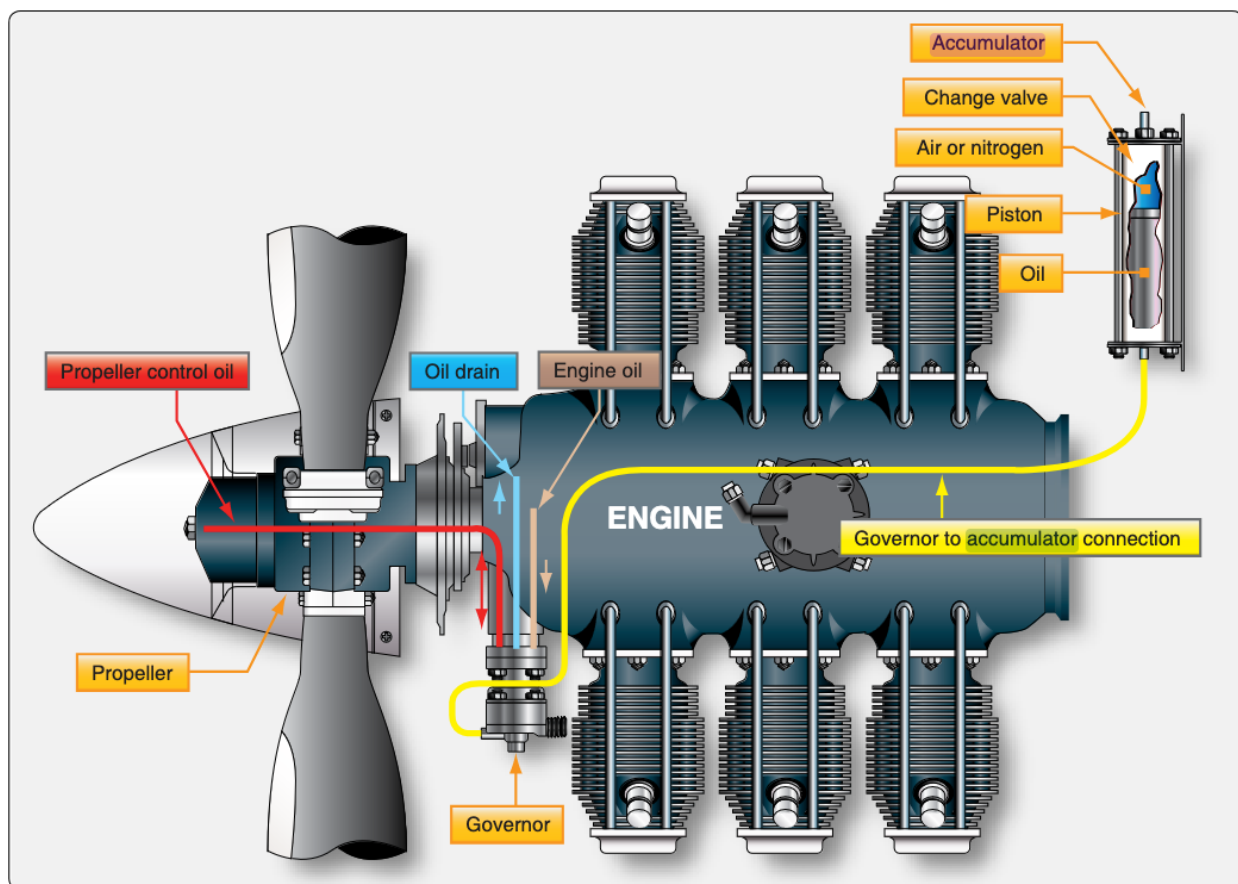 Accumulator
Change valve
Air or nitrogen
Piston
Oil
Propeller control oil
Oil drain
Engine oil
ENGINE
Governor to accumulator connection
Propeller
Governor